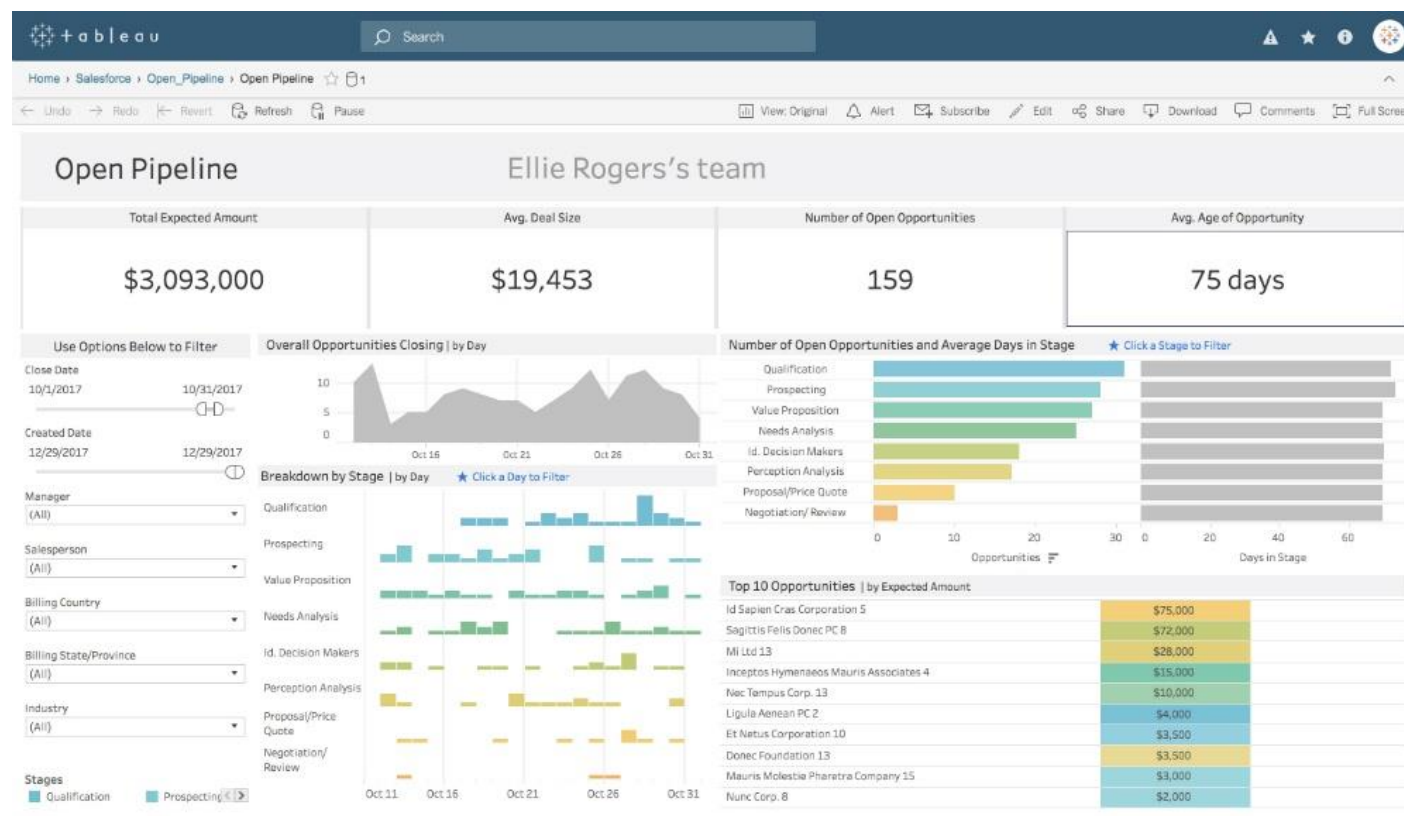 tableau
Search
Home › Salesforce › Open_Pipeline › Open Pipeline 1
Undo Redo Revert Refresh Pause View: Original Alert Subscribe Edit Share Download Comments Full Scree
Open Pipeline Ellie Rogers's team
Total Expected Amount Avg. Deal Size Number of Open Opportunities Avg. Age of Opportunity
$3,093,000 $19,453 159 75 days
Use Options Below to Filter
Close Date
10/1/2017 10/31/2017
Created Date
12/29/2017 12/29/2017
Manager
(All)
Salesperson
(All)
Billing Country
(All)
Billing State/Province
(All)
Industry
(All)
Stages
Qualification Prospecting
Overall Opportunities Closing | by Day
10
5
0
Oct 16 Oct 21 Oct 26 Oct 31
Breakdown by Stage | by Day ★ Click a Day to Filter
Qualification
Prospecting
Value Proposition
Needs Analysis
Id. Decision Makers
Perception Analysis
Proposal/Price
Quote
Negotiation/
Review
Oct 11 Oct 16 Oct 21 Oct 26 Oct 31
Number of Open Opportunities and Average Days in Stage ★ Click a Stage to Filter
Qualification
Prospecting
Value Proposition
Needs Analysis
Id. Decision Makers
Perception Analysis
Proposal/Price Quote
Negotiation/ Review
0 10 20 30 0 20 40 60
Opportunities Days in Stage
Top 10 Opportunities | by Expected Amount
Id Sapien Cras Corporation 5 $75,000
Sagittis Felis Donec PC 8 $72,000
Mi Ltd 13 $28,000
Inceptos Hymenaeos Mauris Associates 4 $15,000
Nec Tempus Corp. 13 $10,000
Ligula Aenean PC 2 $4,000
Et Netus Corporation 10 $3,500
Donec Foundation 13 $3,500
Mauris Molestie Pharetra Company 15 $3,000
Nunc Corp. 8 $2,000